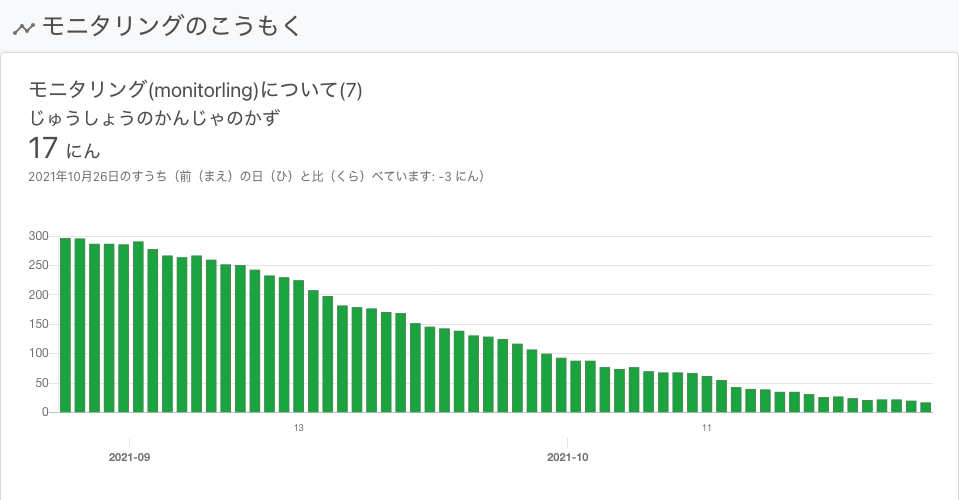 モニタリングのこうもく
モニタリング(monitorling)について(7)
じゅうしょうのかんじゃのかず
17 にん
2021年10月26日のすうち（前（まえ）の日（ひ）と比（くら）べています: -3 にん）
300
250
200
150
100
50
0
13
11
2021-09
2021-10